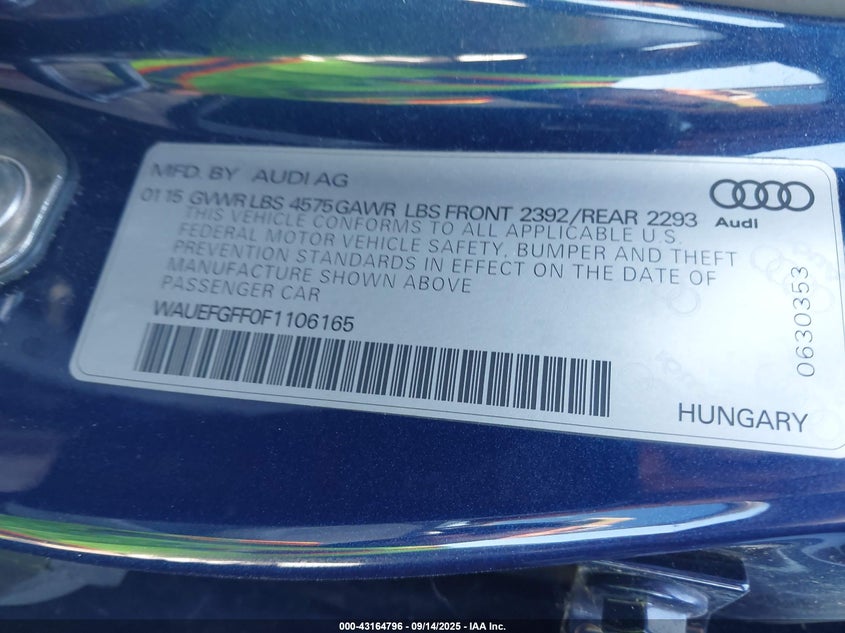 MFD. BY AUDI AG
01 15 GVWR LBS 4575 GAWR LBS FRONT 2392/REAR 2293
THIS VEHICLE CONFORMS TO ALL APPLICABLE U.S.
FEDERAL MOTOR VEHICLE SAFETY, BUMPER AND THEFT
PREVENTION STANDARDS IN EFFECT ON THE DATE OF
MANUFACTURE SHOWN ABOVE
PASSENGER CAR
WAUEFGFF0F1106165
Audi
0630353
HUNGARY
000-43164796 - 09/14/2025 - IAA Inc.